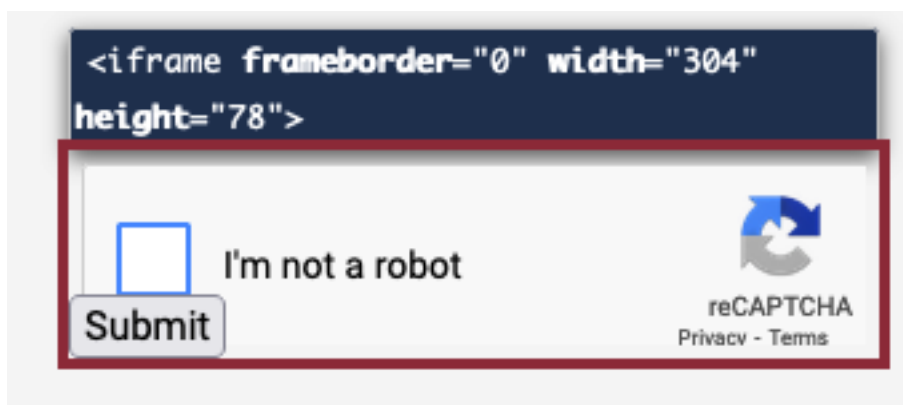 <iframe frameborder="0" width="304"
height="78">
I'm not a robot
reCAPTCHA
Submit
Privacy - Terms